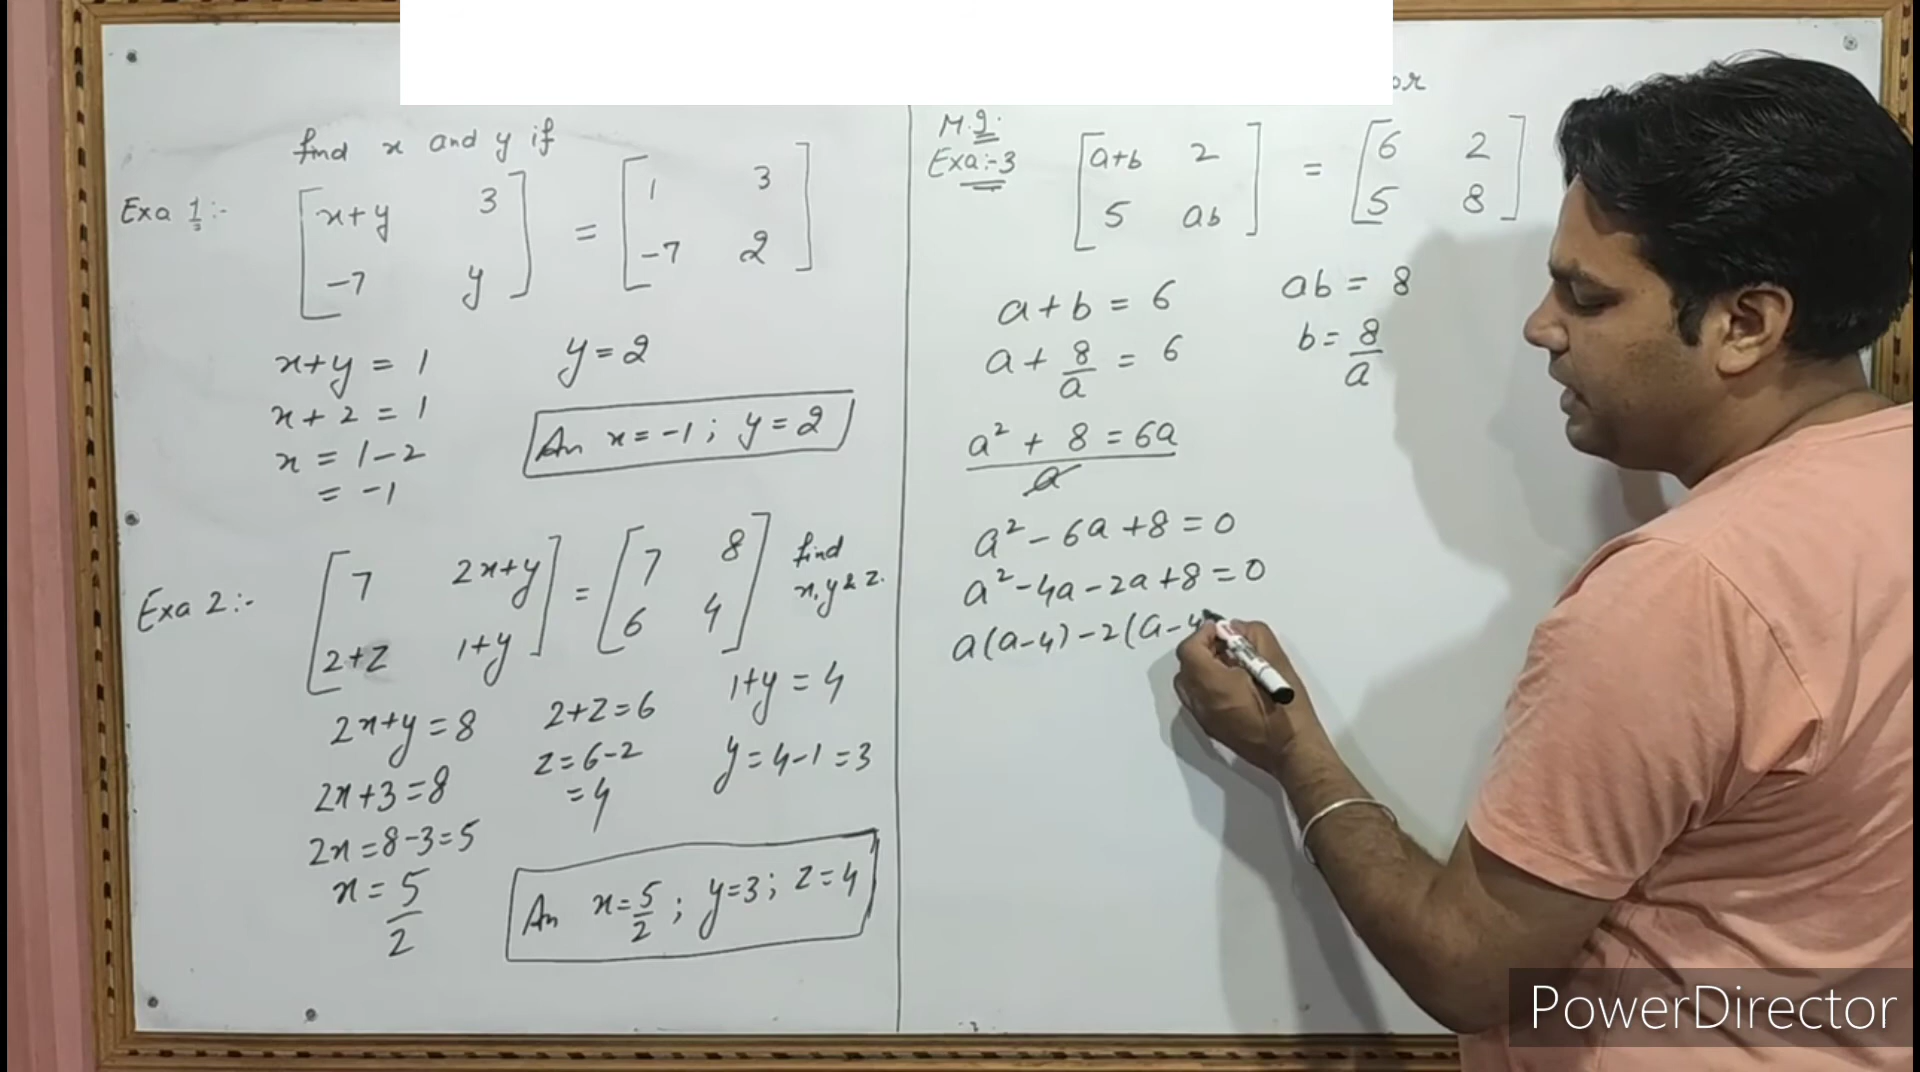 find x and y if
Exa 1:- [x+y 3] = [1 3]
[-7 y] [-7 2]
x+y = 1
x+2 = 1
x = 1-2
= -1
y=2
An x=-1; y=2
Exa 2:- [7 2x+y] = [7 8] find
[2+z 1+y] [6 4] x,y & z.
2x+y=8
2x+3=8
2x=8-3=5
x=5/2
2+z=6
z=6-2
=4
1+y=4
y=4-1=3
An x=5/2; y=3; z=4
or
M.2.
Exa:-3 [a+b 2] = [6 2]
[5 ab] [5 8]
a+b = 6
a+8/a = 6
a²+8=6a
a
a²-6a+8=0
a²-4a-2a+8=0
a(a-4)-2(a-4
ab = 8
b=8/a
PowerDirector